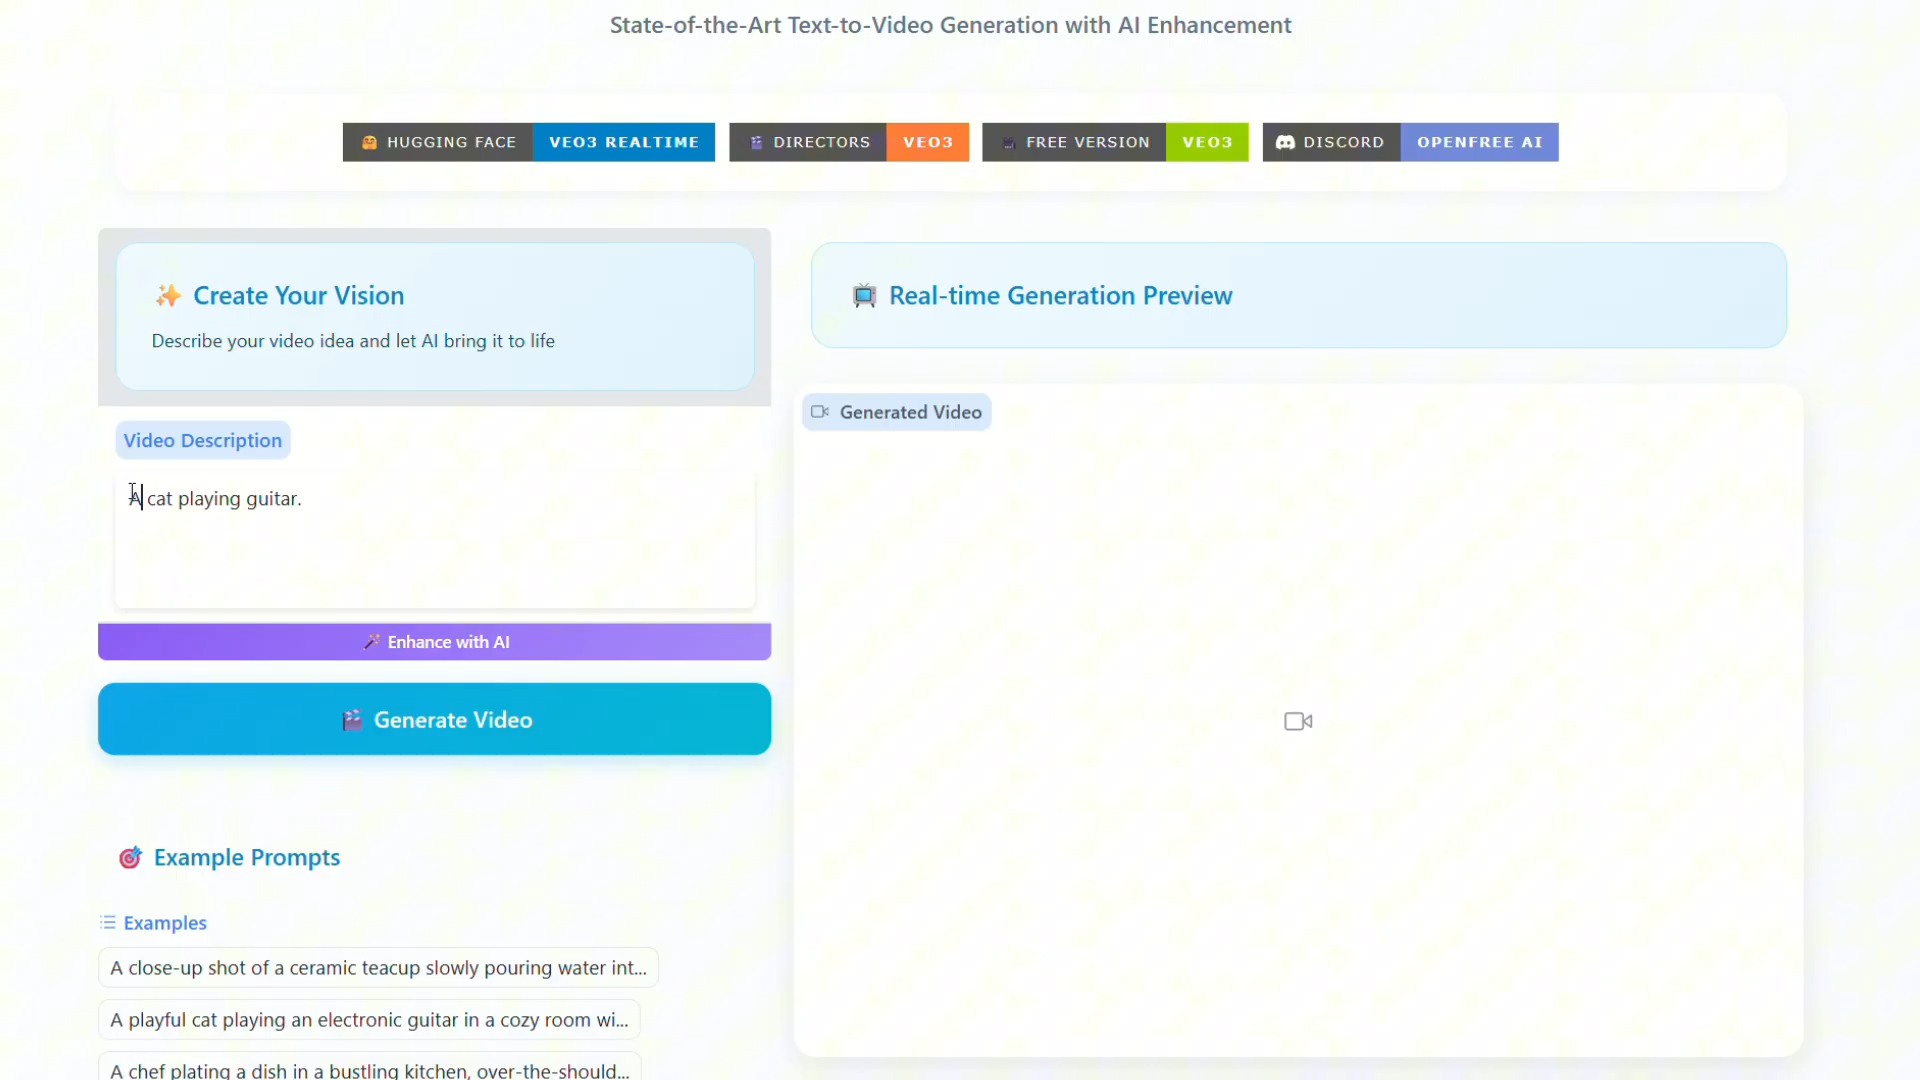 State-of-the-Art Text-to-Video Generation with AI Enhancement
HUGGING FACE VEO3 REALTIME
DIRECTORS VEO3
FREE VERSION VEO3
DISCORD OPENFREE AI
Create Your Vision
Describe your video idea and let AI bring it to life
Real-time Generation Preview
Video Description
A cat playing guitar.
Generated Video
Enhance with AI
Generate Video
Example Prompts
Examples
A close-up shot of a ceramic teacup slowly pouring water int...
A playful cat playing an electronic guitar in a cozy room wi...
A chef plating a dish in a bustling kitchen, over-the-should...